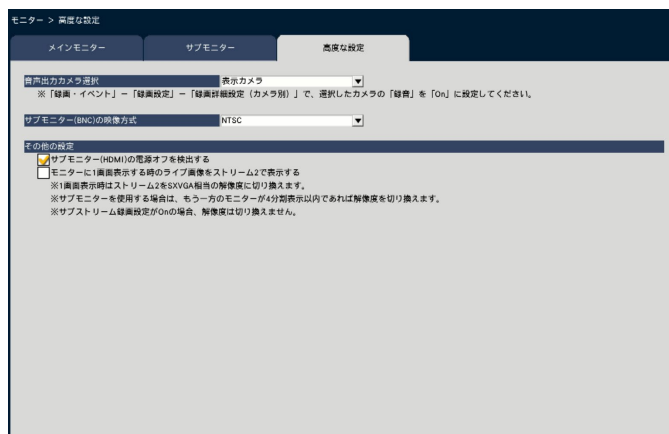 モニター > 高度な設定
メインモニター サブモニター 高度な設定
音声出力カメラ選択 表示カメラ
※「録画・イベント」－「録画設定」－「録画詳細設定（カメラ別）」で、選択したカメラの「録音」を「On」に設定してください。
サブモニター(BNC)の映像方式 NTSC
その他の設定
サブモニター(HDMI)の電源オフを検出する
モニターに1画面表示する時のライブ画像をストリーム2で表示する
※1画面表示時はストリーム2をSXVGA相当の解像度に切り換えます。
※サブモニターを使用する場合は、もう一方のモニターが4分割表示以内であれば解像度を切り換えます。
※サブストリーム録画設定がOnの場合、解像度は切り換えません。